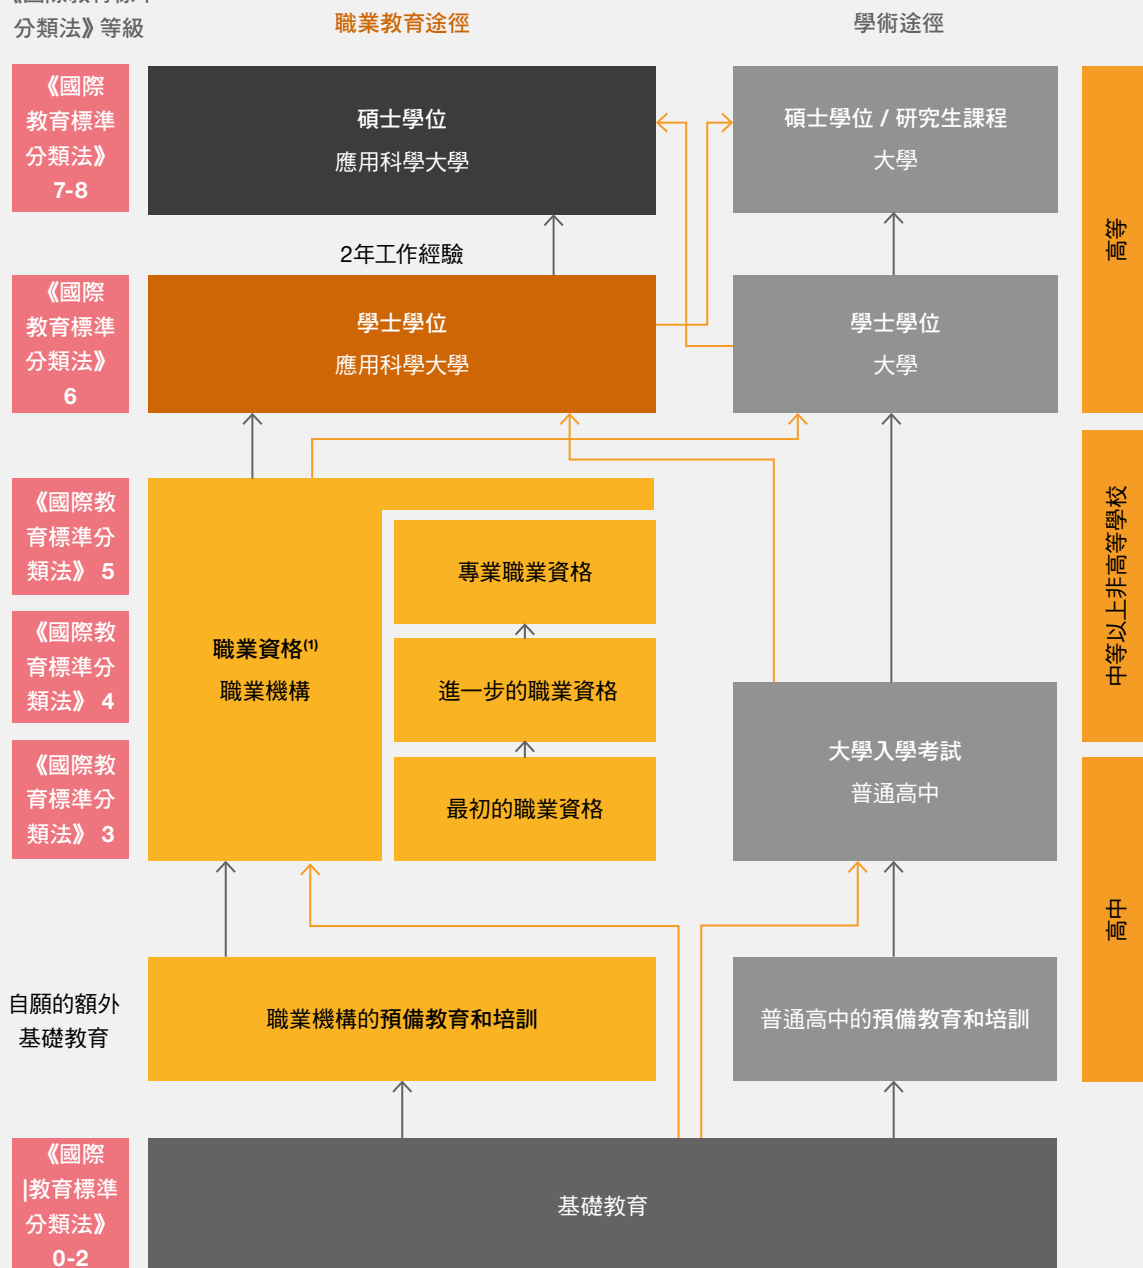 《國際教育標準
分類法》等級
職業教育途徑
學術途徑
《國際
教育標準
分類法》
7-8
碩士學位
應用科學大學
碩士學位 / 研究生課程
大學
高等
2年工作經驗
《國際
教育標準
分類法》
6
學士學位
應用科學大學
學士學位
大學
《國際教
育標準分
類法》 5
專業職業資格
中等以上非高等學校
《國際教
育標準分
類法》 4
職業資格(1)
職業機構
進一步的職業資格
大學入學考試
普通高中
《國際教
育標準分
類法》 3
最初的職業資格
高中
自願的額外
基礎教育
職業機構的預備教育和培訓
普通高中的預備教育和培訓
《國際
|教育標準
分類法》
0-2
基礎教育